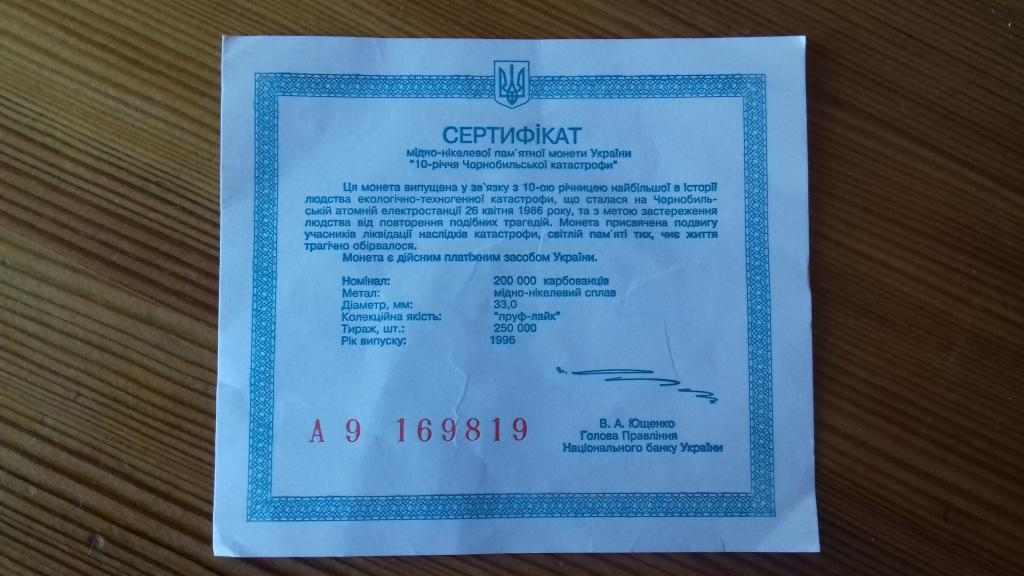 СЕРТИФІКАТ
мідно-нікелевої пам`ятної монети України
"10-річчя Чорнобильської катастрофи"
Ця монета випущена у зв`язку з 10-ою річницею найбільшої в історії
людства екологічно-техногенної катастрофи, що сталася на Чорнобиль-
ській атомній електростанції 26 квітня 1986 року, та з метою застереження
людства від повторення подібних трагедій. Монета присвячена подвигу
учасників ліквідації наслідків катастрофи, світлій пам`яті тих, чиє життя
трагічно обірвалося.
Монета є дійсним платіжним засобом України.
Номінал: 200 000 карбованців
Метал: мідно-нікелевий сплав
Діаметр, мм: 33,0
Колекційна якість: "пруф-лайк"
Тираж, шт.: 250 000
Рік випуску: 1996
А 9 169819
В. А. Ющенко
Голова Правління
Національного банку України